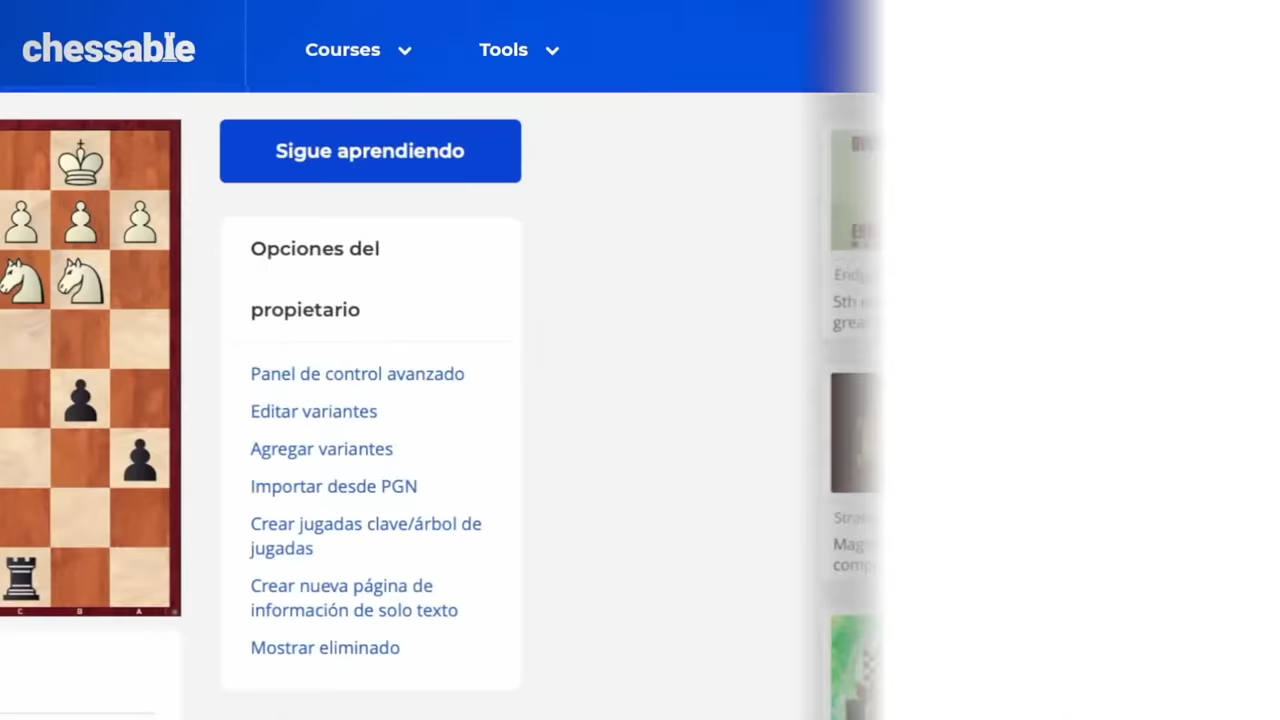 chessable
Courses
Tools
Sigue aprendiendo
Opciones del
propietario
Panel de control avanzado
Editar variantes
Agregar variantes
Importar desde PGN
Crear jugadas clave/árbol de
jugadas
Crear nueva página de
información de solo texto
Mostrar eliminado
C B A
5th